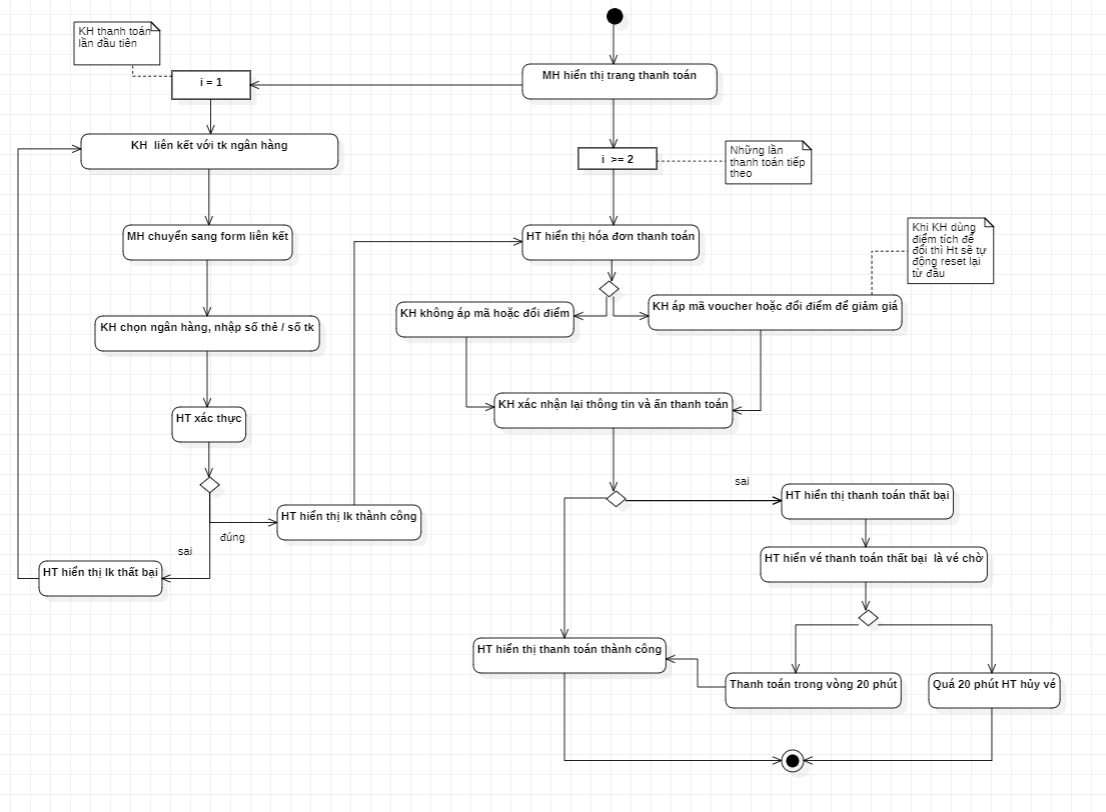 KH thanh toán
lần đầu tiên
i = 1
MH hiển thị trang thanh toán
KH liên kết với tk ngân hàng
i >= 2
Những lần
thanh toán tiếp
theo
MH chuyển sang form liên kết
HT hiển thị hóa đơn thanh toán
Khi KH dùng
điểm tích để
đổi thì Ht sẽ tự
động reset lại
từ đầu
KH không áp mã hoặc đổi điểm
KH áp mã voucher hoặc đổi điểm để giảm giá
KH chọn ngân hàng, nhập số thẻ / số tk
HT xác thực
KH xác nhận lại thông tin và ấn thanh toán
sai
HT hiển thị thanh toán thất bại
HT hiển thị lk thành công
đúng
sai
HT hiển thị lk thất bại
HT hiển vé thanh toán thất bại là vé chờ
HT hiển thị thanh toán thành công
Thanh toán trong vòng 20 phút
Quá 20 phút HT hủy vé